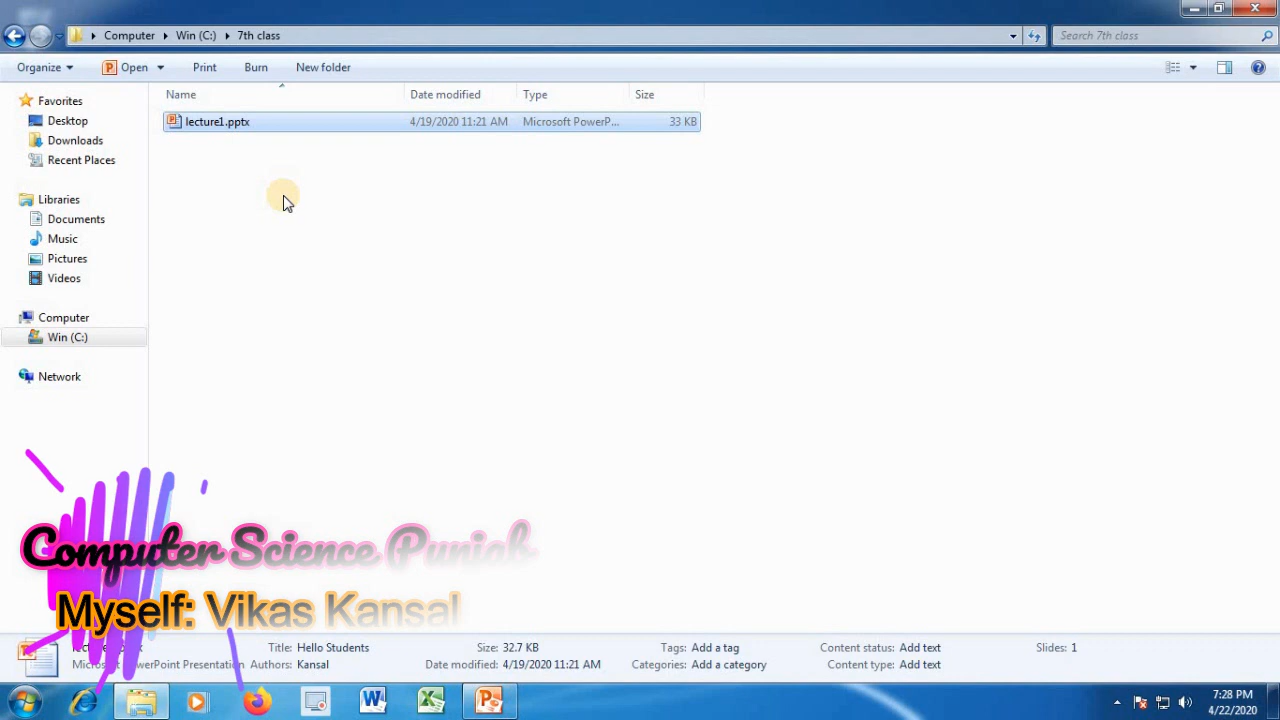 Computer
Win (C:)
7th class
Search 7th class
Organize
Open
Print
Burn
New folder
Name
Date modified
Type
Size
lecture1.pptx
4/19/2020 11:21 AM
Microsoft PowerP...
33 KB
Favorites
Desktop
Downloads
Recent Places
Libraries
Documents
Music
Pictures
Videos
Computer
Win (C:)
Network
Computer Science Punjab
Myself: Vikas Kansal
Title: Hello Students
Size: 32.7 KB
Tags: Add a tag
Content status: Add text
Slides: 1
PowerPoint Presentation
Authors: Kansal
Date modified: 4/19/2020 11:21 AM
Categories: Add a category
Content type: Add text
7:28 PM
4/22/2020